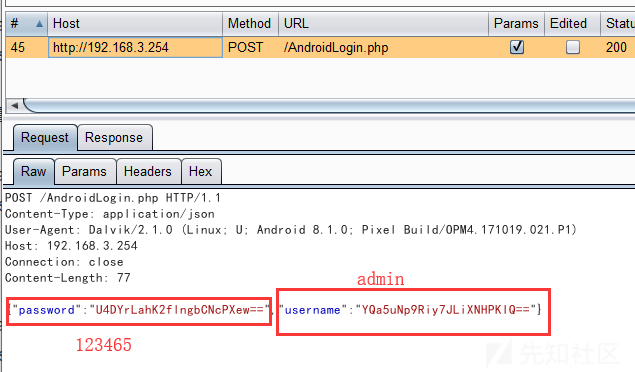 # Host Method URL Params Edited Statu
45 http://192.168.3.254 POST /AndroidLogin.php 200
Request Response
Raw Params Headers Hex
POST /AndroidLogin.php HTTP/1.1
Content-Type: application/json
User-Agent: Dalvik/2.1.0 (Linux; U; Android 8.1.0; Pixel Build/OPM4.171019.021.P1)
Host: 192.168.3.254
Connection: close
Content-Length: 77
admin
{"password":"U4DYrLahK2flngbCNcPXew==","username":"YQa5uNp9Riy7JLiXNHPKlQ=="}
123465
先知社区